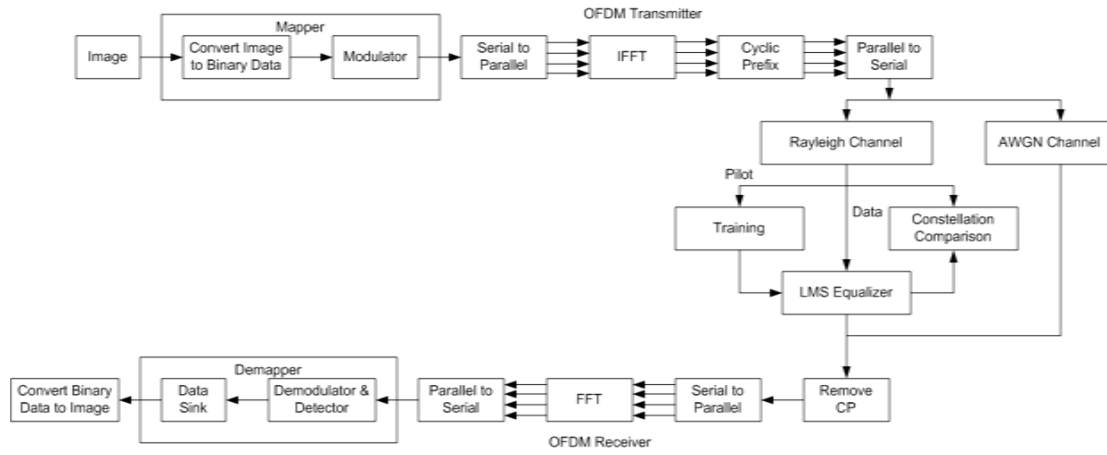 OFDM Transmitter
Mapper
Image
Convert Image
to Binary Data
Modulator
Serial to
Parallel
IFFT
Cyclic
Prefix
Parallel to
Serial
Rayleigh Channel
AWGN Channel
Pilot
Data
Training
Constellation
Comparison
LMS Equalizer
Demapper
Convert Binary
Data to Image
Data
Sink
Demodulator &
Detector
Parallel to
Serial
FFT
Serial to
Parallel
Remove
CP
OFDM Receiver